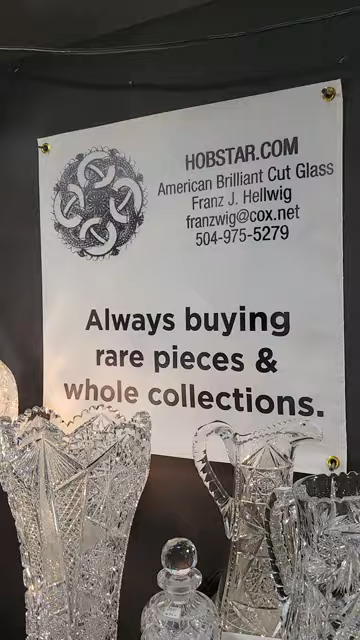 HOBSTAR.COM
American Brilliant Cut Glass
Franz J. Hellwig
franzwig@cox.net
504-975-5279
Always buying
rare pieces &
whole collections.